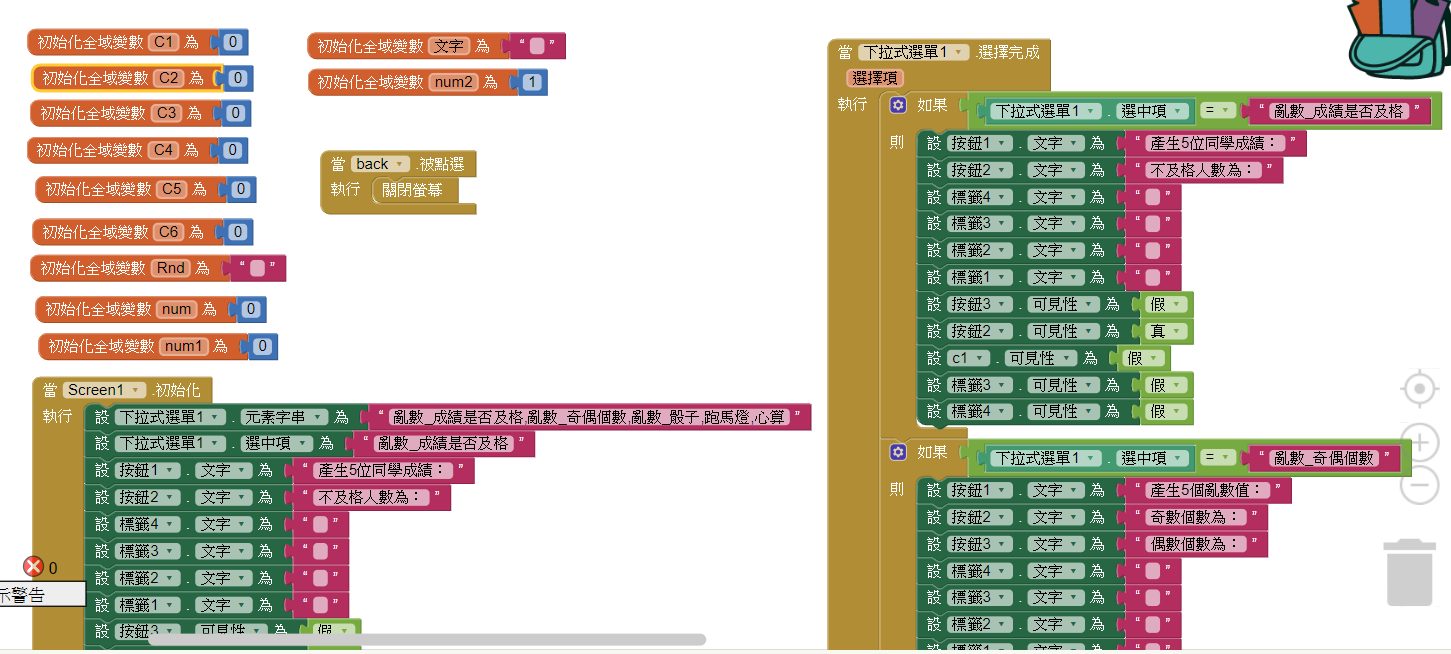 初始化全域變數 C1 為 0
初始化全域變數 C2 為 0
初始化全域變數 C3 為 0
初始化全域變數 C4 為 0
初始化全域變數 C5 為 0
初始化全域變數 C6 為 0
初始化全域變數 Rnd 為 “ ”
初始化全域變數 num 為 0
初始化全域變數 num1 為 0
初始化全域變數 文字 為 “ ”
初始化全域變數 num2 為 1
當 back .被點選
執行 關閉螢幕
當 Screen1 .初始化
執行 設 下拉式選單1 . 元素字串 為 “ 亂數_成績是否及格,亂數_奇偶個數,亂數_骰子,跑馬燈,心算 ”
設 下拉式選單1 . 選中項 為 “ 亂數_成績是否及格 ”
設 按鈕1 . 文字 為 “ 產生5位同學成績： ”
設 按鈕2 . 文字 為 “ 不及格人數為： ”
設 標籤4 . 文字 為 “ ”
設 標籤3 . 文字 為 “ ”
設 標籤2 . 文字 為 “ ”
設 標籤1 . 文字 為 “ ”
設 按鈕3 . 可見性 為 假
0
示警告
當 下拉式選單1 .選擇完成
選擇項
執行 如果 下拉式選單1 . 選中項 = “ 亂數_成績是否及格 ”
則 設 按鈕1 . 文字 為 “ 產生5位同學成績： ”
設 按鈕2 . 文字 為 “ 不及格人數為： ”
設 標籤4 . 文字 為 “ ”
設 標籤3 . 文字 為 “ ”
設 標籤2 . 文字 為 “ ”
設 標籤1 . 文字 為 “ ”
設 按鈕3 . 可見性 為 假
設 按鈕2 . 可見性 為 真
設 c1 . 可見性 為 假
設 標籤3 . 可見性 為 假
設 標籤4 . 可見性 為 假
如果 下拉式選單1 . 選中項 = “ 亂數_奇偶個數 ”
則 設 按鈕1 . 文字 為 “ 產生5個亂數值： ”
設 按鈕2 . 文字 為 “ 奇數個數為： ”
設 按鈕3 . 文字 為 “ 偶數個數為： ”
設 標籤4 . 文字 為 “ ”
設 標籤3 . 文字 為 “ ”
設 標籤2 . 文字 為 “ ”
設 標籤1 . 文字 為 “ ”